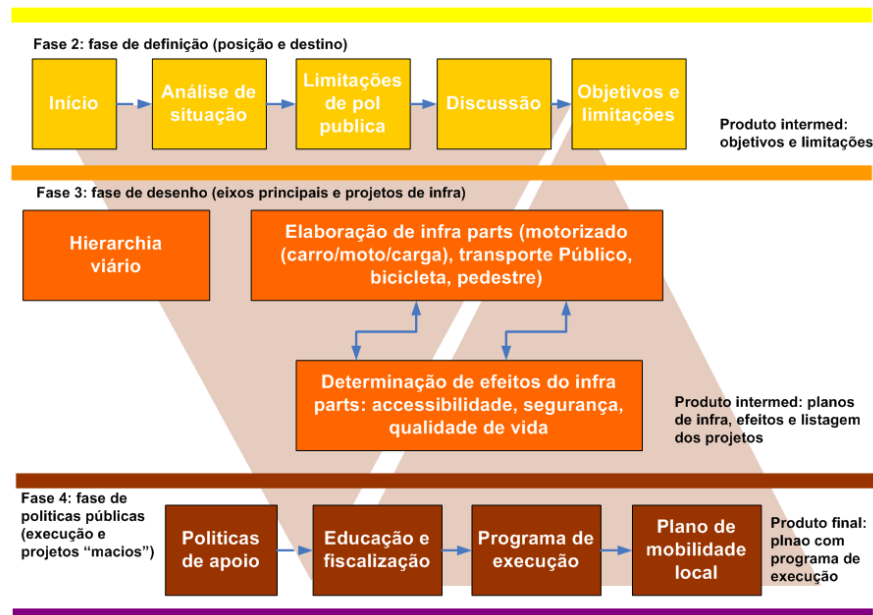 Fase 2: fase de definição (posição e destino)
Início
Análise de
situação
Limitações
de pol
publica
Discussão
Objetivos e
limitações
Produto intermed:
objetivos e limitações
Fase 3: fase de desenho (eixos principais e projetos de infra)
Hierarchia
viário
Elaboração de infra parts (motorizado
(carro/moto/carga), transporte Público,
bicicleta, pedestre)
Determinação de efeitos do infra
parts: accessibilidade, segurança,
qualidade de vida
Produto intermed: planos
de infra, efeitos e listagem
dos projetos
Fase 4: fase de
politicas públicas
(execução e
projetos “macios”)
Politicas
de apoio
Educação e
fiscalização
Programa de
execução
Plano de
mobilidade
local
Produto final:
plnao com
programa de
execução